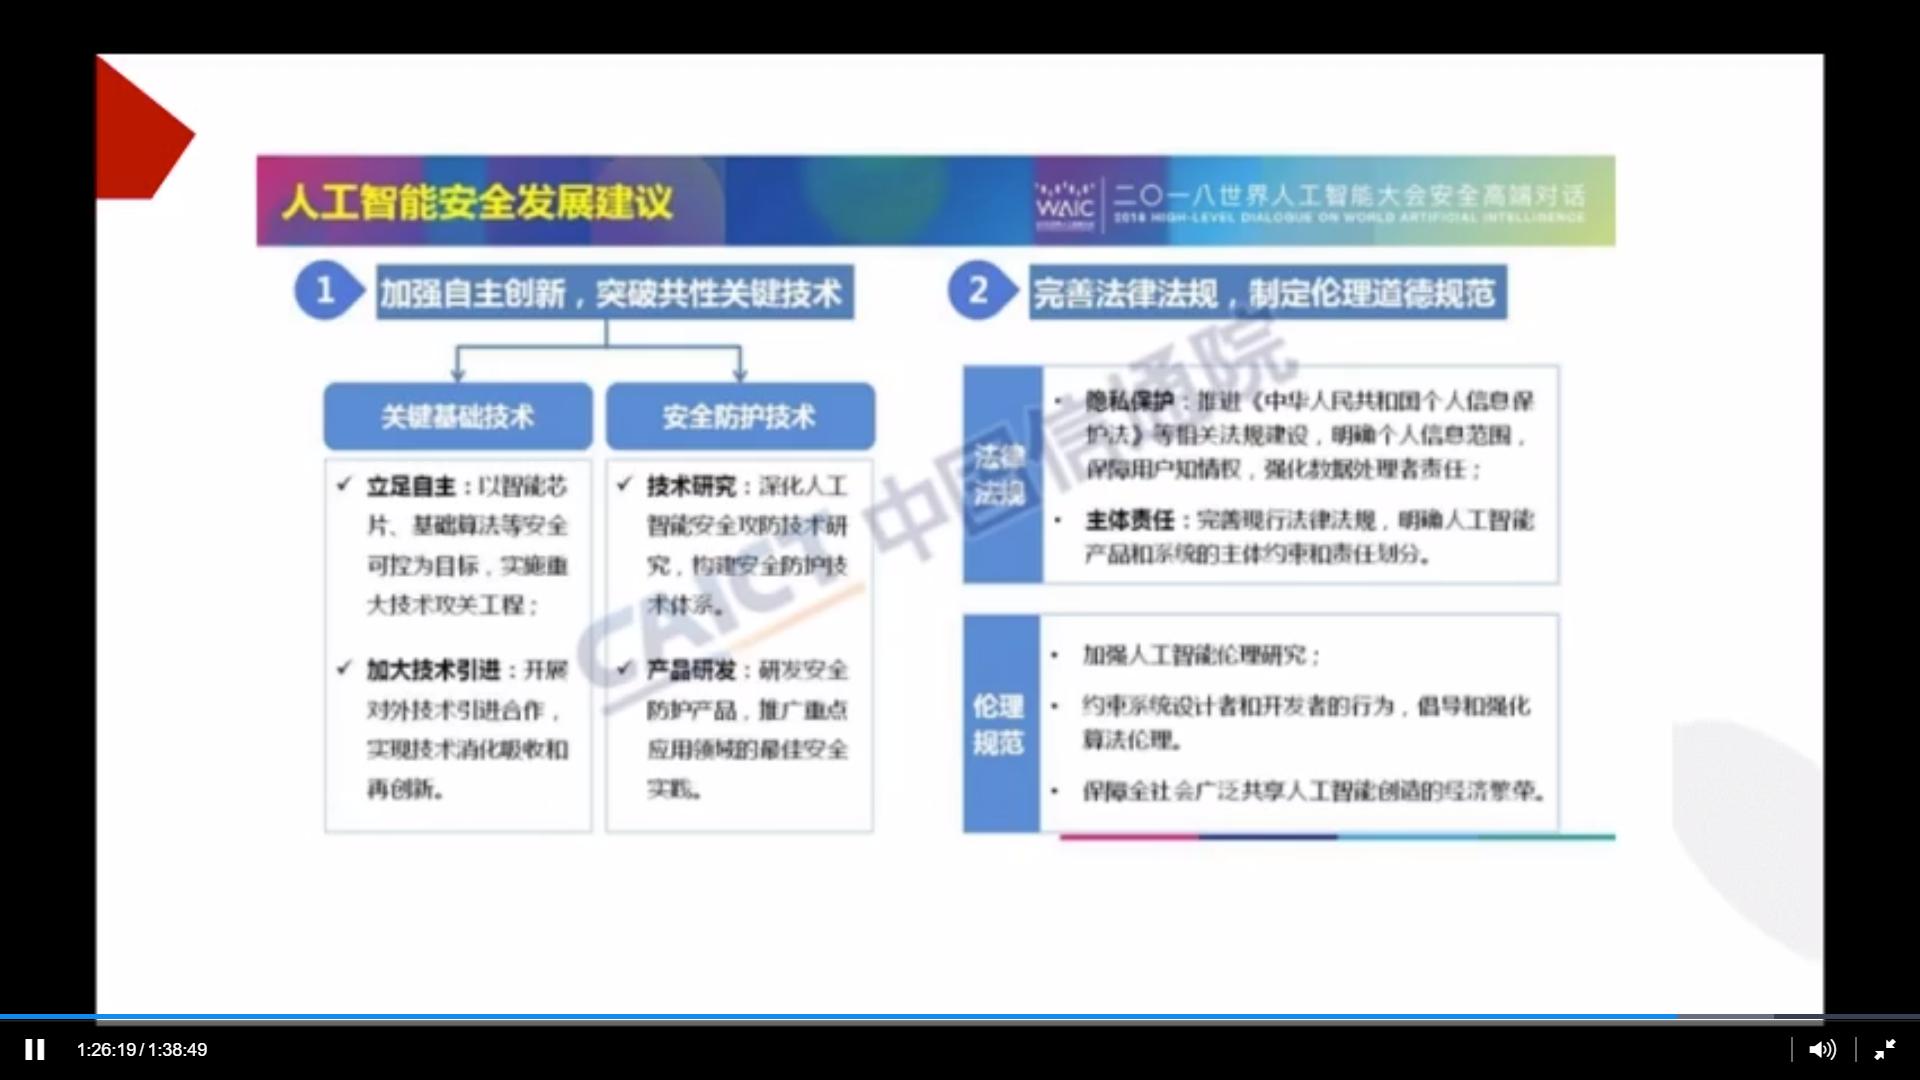 人工智能安全发展建议
WAIC
二〇一八世界人工智能大会安全高端对话
2018 HIGH-LEVEL DIALOGUE ON WORLD ARTIFICIAL INTELLIGENCE
1
加强自主创新，突破共性关键技术
关键基础技术
✓ 立足自主：以智能芯
片、基础算法等安全
可控为目标，实施重
大技术攻关工程；
✓ 加大技术引进：开展
对外技术引进合作，
实现技术消化吸收和
再创新。
安全防护技术
✓ 技术研究：深化人工
智能安全攻防技术研
究，构建安全防护技
术体系。
✓ 产品研发：研发安全
防护产品，推广重点
应用领域的最佳安全
实践。
2
完善法律法规，制定伦理道德规范
法律
法规
• 隐私保护：推进《中华人民共和国个人信息保
护法》等相关法规建设，明确个人信息范围，
保障用户知情权，强化数据处理者责任；
• 主体责任：完善现行法律法规，明确人工智能
产品和系统的主体约束和责任划分。
伦理
规范
• 加强人工智能伦理研究；
• 约束系统设计者和开发者的行为，倡导和强化
算法伦理。
• 保障全社会广泛共享人工智能创造的经济繁荣。
CAICT 中国信通院
1:26:19/1:38:49